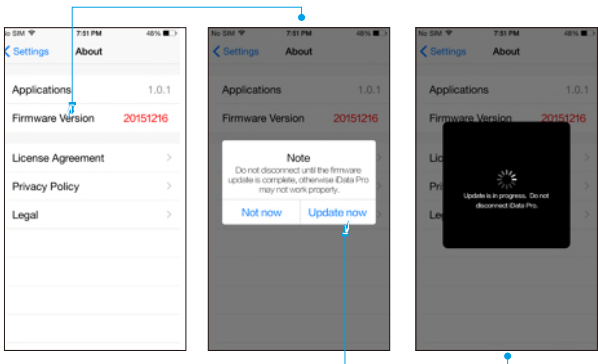 No SIM 7:51 PM 48%
Settings About
Applications 1.0.1
Firmware Version 20151216
License Agreement
Privacy Policy
Legal
No SIM 7:51 PM 48%
Settings About
Applications 1.0.1
Firmware Version 20151216
Note
Do not disconnect until the firmware
update is complete, otherwise iData Pro
may not work properly.
Not now Update now
No SIM 7:51 PM 48%
Settings About
Applications 1.0.1
Firmware Version 20151216
Lic
Pri
Le
Update is in progress. Do not
disconnect iData Pro.